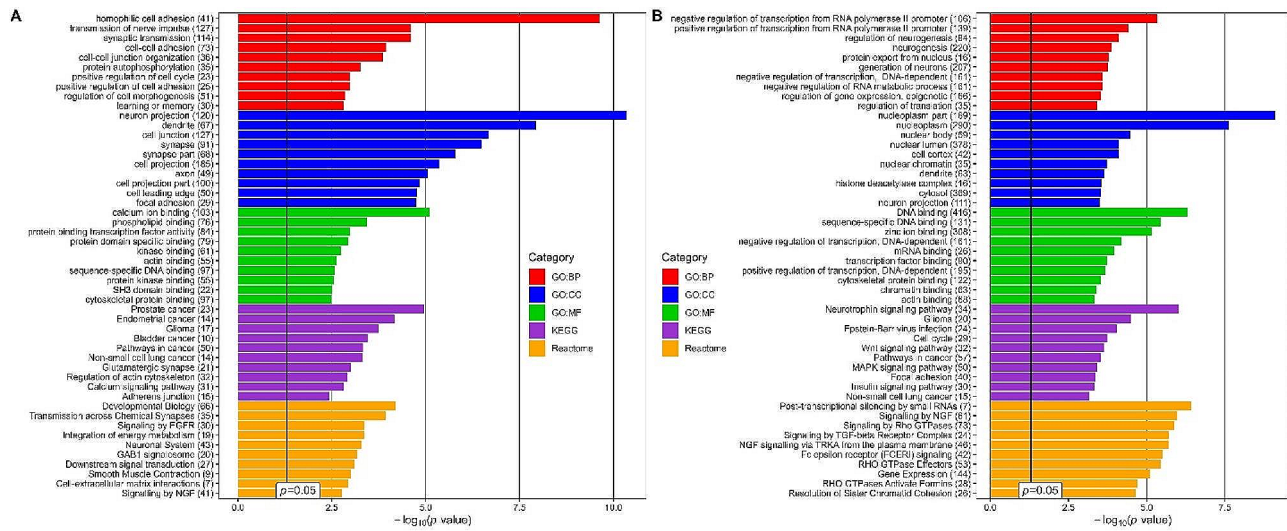 A
homophilic cell adhesion (41)
transmission of nerve impulse (127)
synaptic transmission (114)
cell-cell adhesion (73)
cell-cell junction organization (36)
protein autophosphorylation (35)
positive regulation of cell cycle (23)
positive regulation of cell adhesion (25)
regulation of cell morphogenesis (51)
learning or memory (30)
neuron projection (120)
dendrite (67)
cell junction (127)
synapse (91)
synapse part (68)
cell projection (185)
axon (49)
cell projection part (100)
cell leading edge (50)
focal adhesion (29)
calcium ion binding (103)
phospholipid binding (76)
protein binding transcription factor activity (84)
protein domain specific binding (79)
kinase binding (61)
actin binding (55)
sequence-specific DNA binding (97)
protein kinase binding (55)
SH3 domain binding (22)
cytoskeletal protein binding (97)
Prostate cancer (23)
Endometrial cancer (14)
Glioma (17)
Bladder cancer (10)
Pathways in cancer (50)
Non-small cell lung cancer (14)
Glutamatergic synapse (21)
Regulation of actin cytoskeleton (32)
Calcium signaling pathway (31)
Adherens junction (15)
Developmental Biology (66)
Transmission across Chemical Synapses (35)
Signaling by EGFR (30)
Integration of energy metabolism (19)
Neuronal System (43)
GAB1 signalosome (20)
Downstream signal transduction (27)
Smooth Muscle Contraction (9)
Cell-extracellular matrix interactions (7)
Signalling by NGF (41)
p=0.05
0.0 2.5 5.0 7.5 10.0
−log10(p value)
Category
GO:BP
GO:CC
GO:MF
KEGG
Reactome
B
negative regulation of transcription from RNA polymerase II promoter (106)
positive regulation of transcription from RNA polymerase II promoter (139)
regulation of neurogenesis (84)
neurogenesis (220)
protein export from nucleus (16)
generation of neurons (207)
negative regulation of transcription, DNA-dependent (161)
negative regulation of RNA metabolic process (161)
regulation of gene expression, epigenetic (156)
regulation of translation (35)
nucleoplasm part (169)
nucleoplasm (290)
nuclear body (59)
nuclear lumen (378)
cell cortex (42)
nuclear chromatin (35)
dendrite (63)
histone deacetylase complex (16)
cytosol (369)
neuron projection (111)
DNA binding (416)
sequence-specific DNA binding (131)
zinc ion binding (308)
negative regulation of transcription, DNA-dependent (161)
mRNA binding (26)
transcription factor binding (90)
positive regulation of transcription, DNA-dependent (195)
cytoskeletal protein binding (122)
chromatin binding (63)
actin binding (68)
Neurotrophin signaling pathway (34)
Glioma (20)
Epstein-Barr virus infection (24)
Cell cycle (29)
Wnt signaling pathway (32)
Pathways in cancer (57)
MAPK signaling pathway (50)
Focal adhesion (40)
Insulin signaling pathway (30)
Non-small cell lung cancer (15)
Post-transcriptional silencing by small RNAs (7)
Signalling by NGF (61)
Signaling by Rho GTPases (73)
Signaling by TGF-beta Receptor Complex (24)
NGF signalling via TRKA from the plasma membrane (46)
Fc epsilon receptor (FCERI) signaling (42)
RHO GTPase Effectors (53)
Gene Expression (144)
RHO GTPases Activate Formins (28)
Resolution of Sister Chromatid Cohesion (26)
p=0.05
0.0 2.5 5.0 7.5
−log10(p value)
Category
GO:BP
GO:CC
GO:MF
KEGG
Reactome